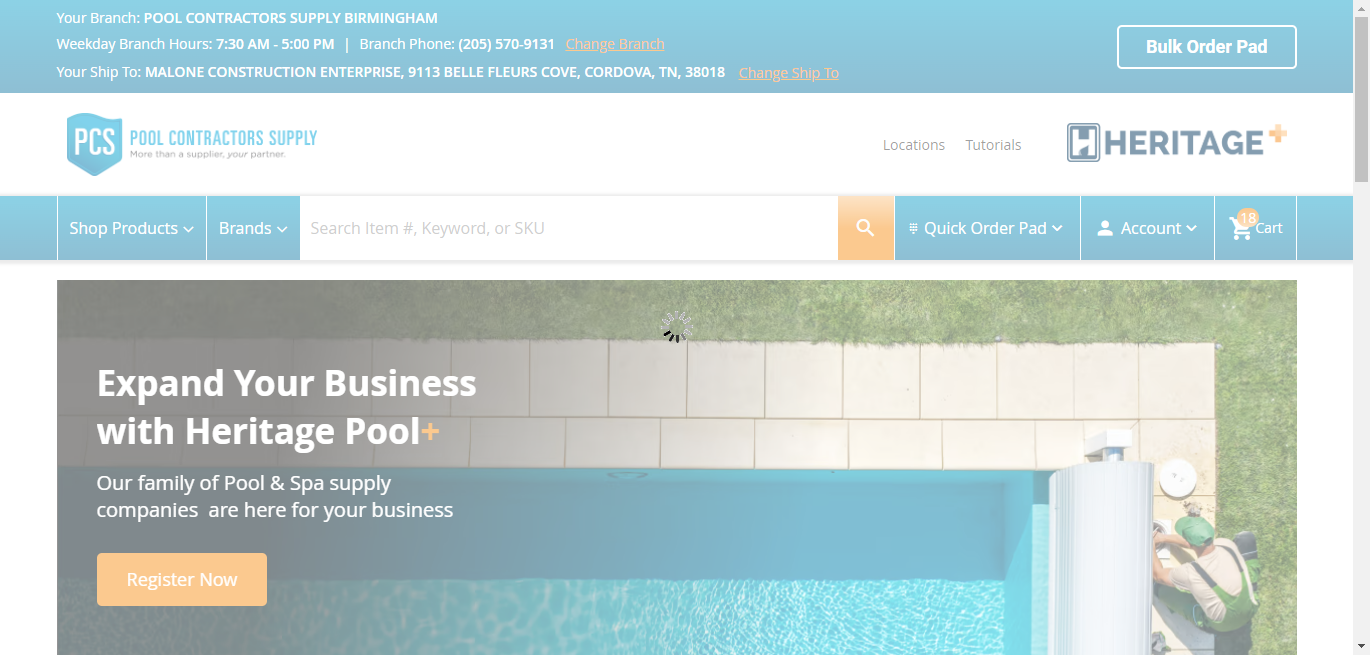 Your Branch: POOL CONTRACTORS SUPPLY BIRMINGHAM
Weekday Branch Hours: 7:30 AM - 5:00 PM | Branch Phone: (205) 570-9131 Change Branch
Your Ship To: MALONE CONSTRUCTION ENTERPRISE, 9113 BELLE FLEURS COVE, CORDOVA, TN, 38018 Change Ship To
Bulk Order Pad
PCS POOL CONTRACTORS SUPPLY
More than a supplier, your partner.
Locations Tutorials
H HERITAGE+
Shop Products Brands Search Item #, Keyword, or SKU Quick Order Pad Account 18 Cart
Expand Your Business
with Heritage Pool+
Our family of Pool & Spa supply
companies are here for your business
Register Now